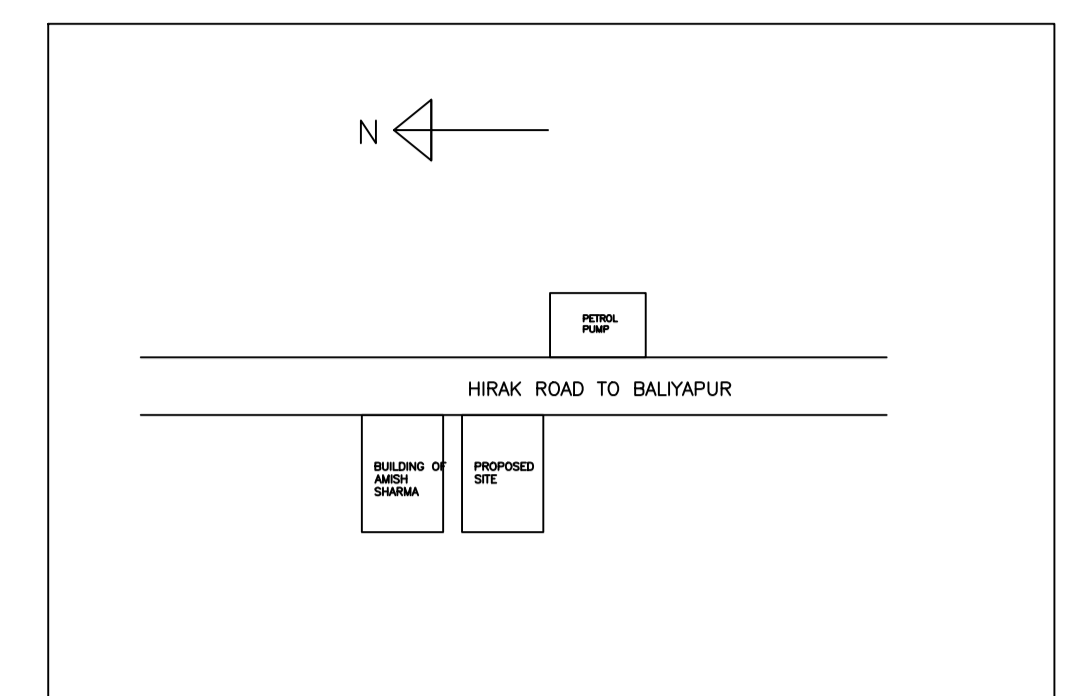 N
PETROL
PUMP
HIRAK ROAD TO BALIYAPUR
BUILDING OF
AMISH
SHARMA
PROPOSED
SITE